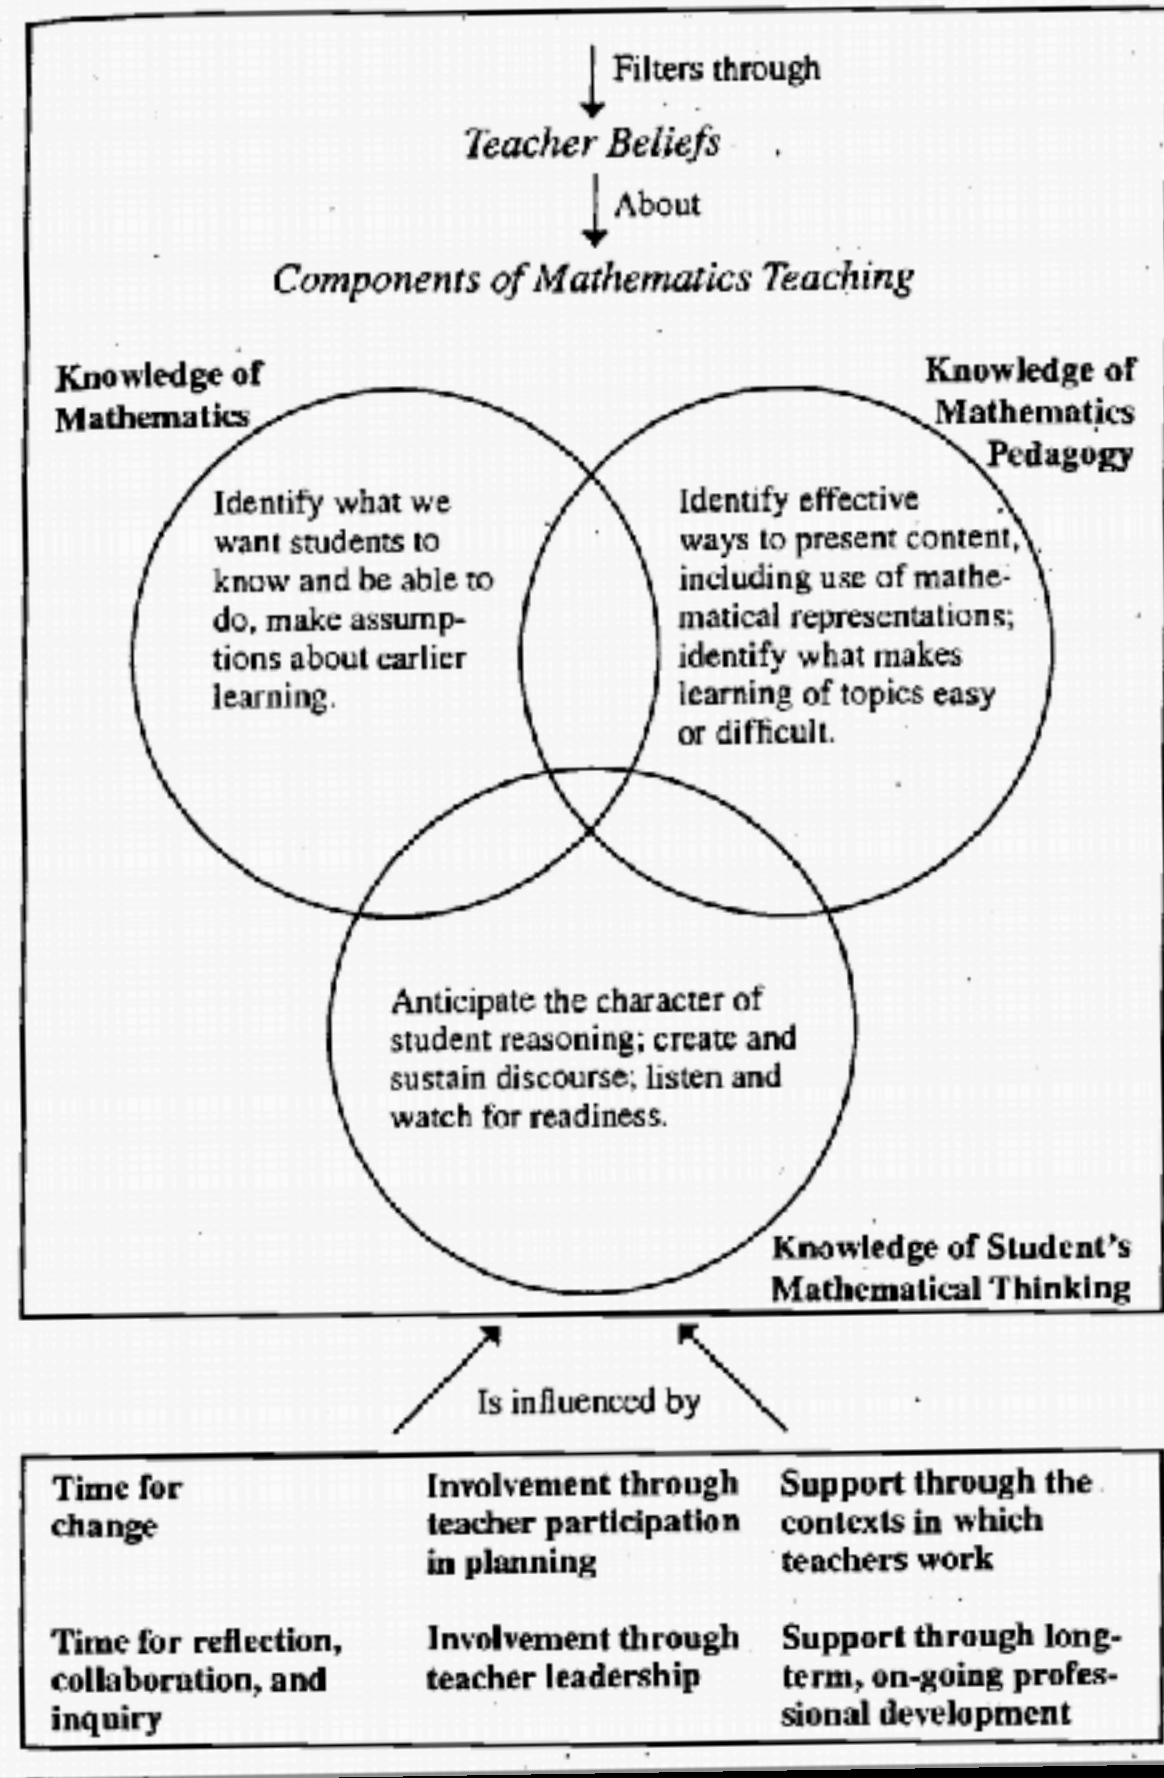 Filters through
Teacher Beliefs
About
Components of Mathematics Teaching
Knowledge of
Mathematics
Knowledge of
Mathematics
Pedagogy
Identify what we
want students to
know and be able to
do, make assump-
tions about earlier
learning.
Identify effective
ways to present content,
including use of mathe-
matical representations;
identify what makes
learning of topics easy
or difficult.
Anticipate the character of
student reasoning; create and
sustain discourse; listen and
watch for readiness.
Knowledge of Student's
Mathematical Thinking
Is influenced by
Time for
change
Involvement through
teacher participation
in planning
Support through the
contexts in which
teachers work
Time for reflection,
collaboration, and
inquiry
Involvement through
teacher leadership
Support through long-
term, on-going profes-
sional development